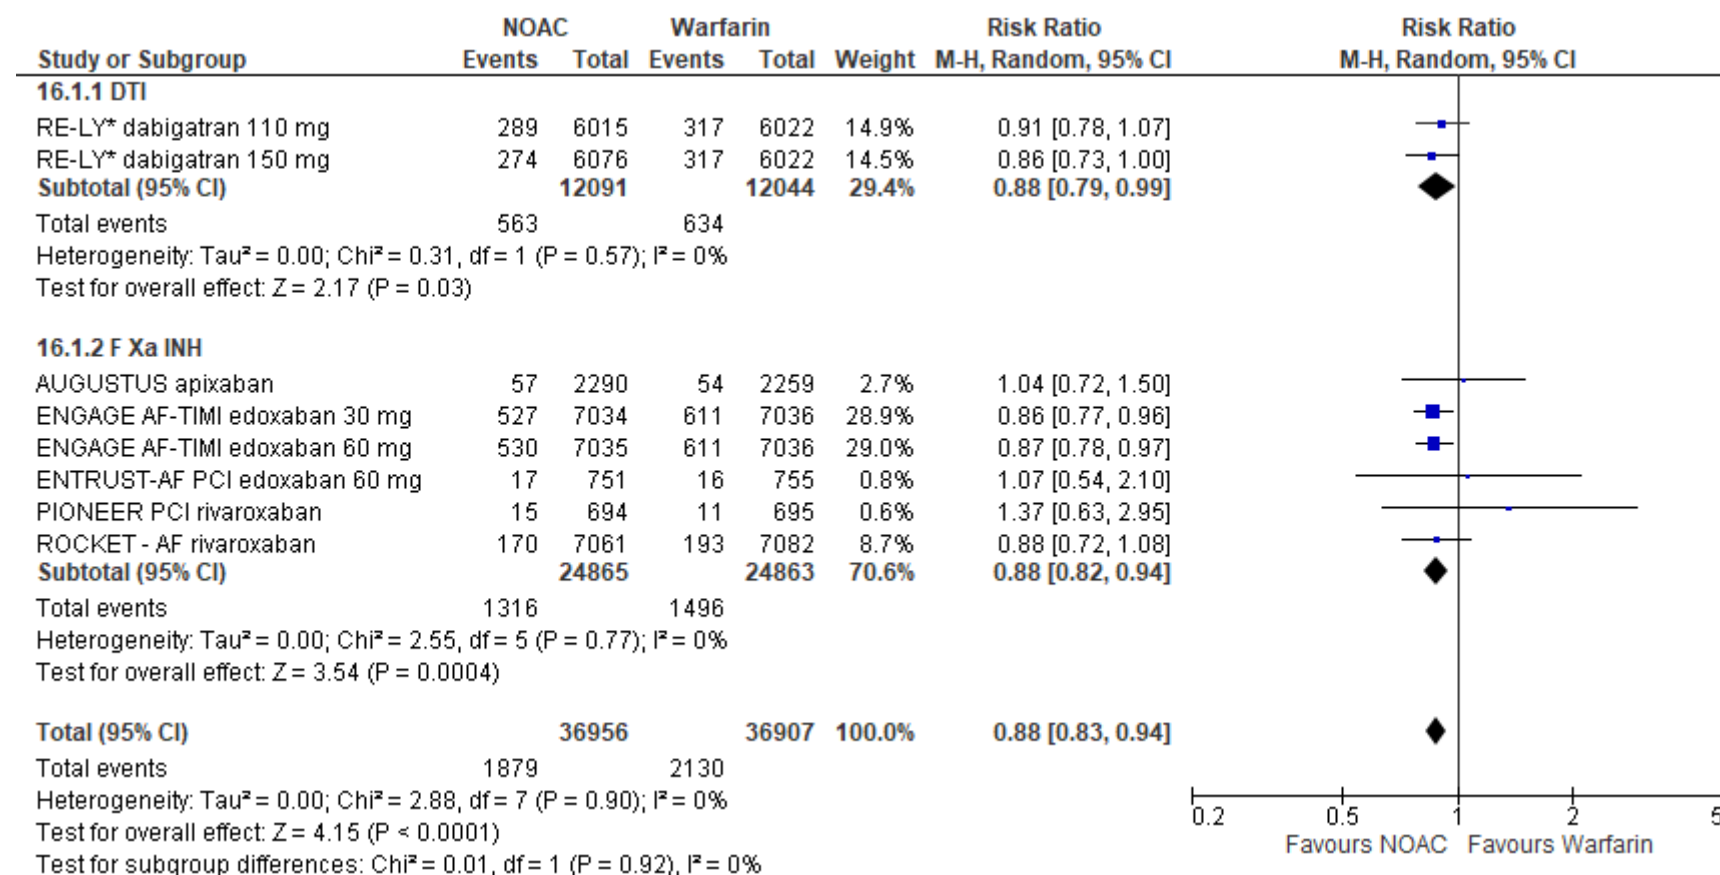 NOAC Warfarin Risk Ratio Risk Ratio
Study or Subgroup Events Total Events Total Weight M-H, Random, 95% CI M-H, Random, 95% CI
16.1.1 DTI
RE-LY* dabigatran 110 mg 289 6015 317 6022 14.9% 0.91 [0.78, 1.07]
RE-LY* dabigatran 150 mg 274 6076 317 6022 14.5% 0.86 [0.73, 1.00]
Subtotal (95% CI) 12091 12044 29.4% 0.88 [0.79, 0.99]
Total events 563 634
Heterogeneity: Tau² = 0.00; Chi² = 0.31, df = 1 (P = 0.57); I² = 0%
Test for overall effect: Z = 2.17 (P = 0.03)
16.1.2 F Xa INH
AUGUSTUS apixaban 57 2290 54 2259 2.7% 1.04 [0.72, 1.50]
ENGAGE AF-TIMI edoxaban 30 mg 527 7034 611 7036 28.9% 0.86 [0.77, 0.96]
ENGAGE AF-TIMI edoxaban 60 mg 530 7035 611 7036 29.0% 0.87 [0.78, 0.97]
ENTRUST-AF PCI edoxaban 60 mg 17 751 16 755 0.8% 1.07 [0.54, 2.10]
PIONEER PCI rivaroxaban 15 694 11 695 0.6% 1.37 [0.63, 2.95]
ROCKET - AF rivaroxaban 170 7061 193 7082 8.7% 0.88 [0.72, 1.08]
Subtotal (95% CI) 24865 24863 70.6% 0.88 [0.82, 0.94]
Total events 1316 1496
Heterogeneity: Tau² = 0.00; Chi² = 2.55, df = 5 (P = 0.77); I² = 0%
Test for overall effect: Z = 3.54 (P = 0.0004)
Total (95% CI) 36956 36907 100.0% 0.88 [0.83, 0.94]
Total events 1879 2130
Heterogeneity: Tau² = 0.00; Chi² = 2.88, df = 7 (P = 0.90); I² = 0%
Test for overall effect: Z = 4.15 (P < 0.0001)
Test for subgroup differences: Chi² = 0.01, df = 1 (P = 0.92), I² = 0%
0.2 0.5 1 2 5
Favours NOAC Favours Warfarin